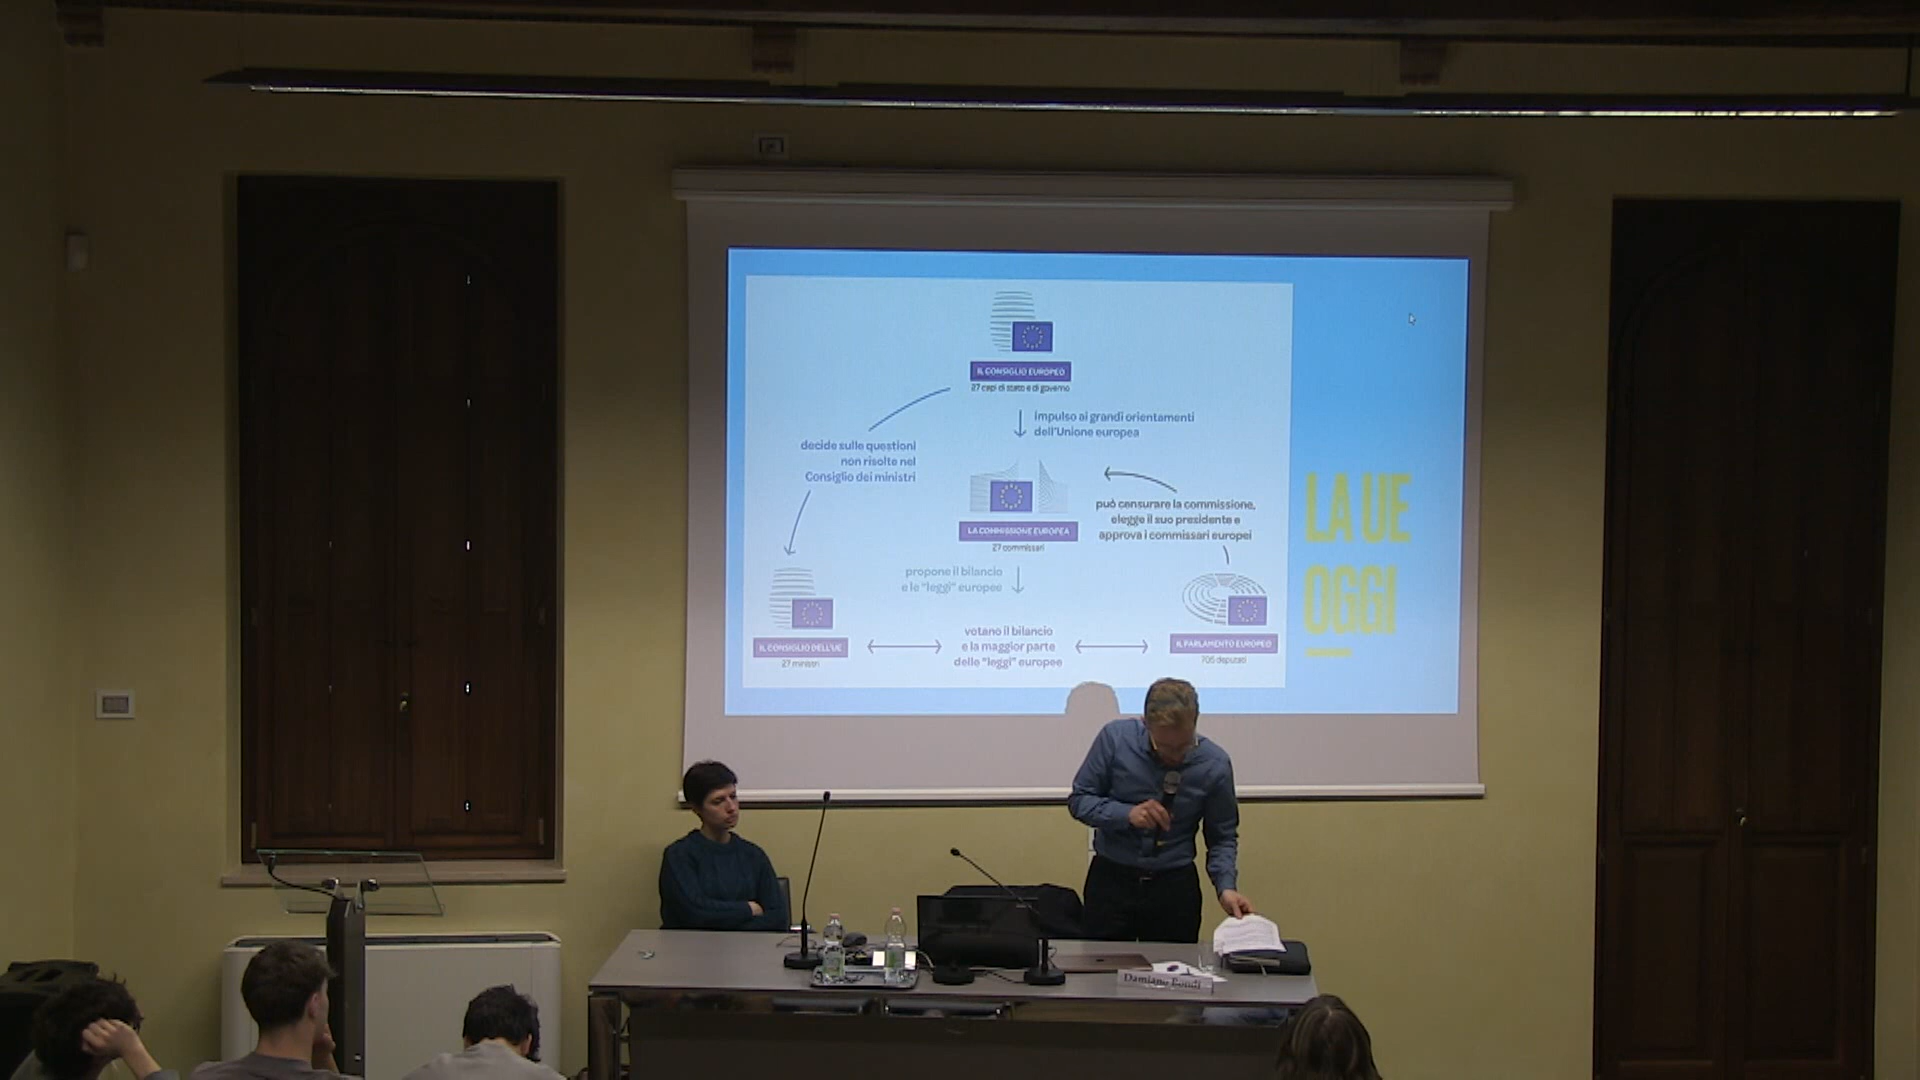 IL CONSIGLIO EUROPEO
27 capi di stato e di governo
impulso ai grandi orientamenti
dell'Unione europea
decide sulle questioni
non risolte nel
Consiglio dei ministri
LA COMMISSIONE EUROPEA
27 commissari
può censurare la commissione,
elegge il suo presidente e
approva i commissari europei
propone il bilancio
e le "leggi" europee
IL CONSIGLIO DELL'UE
27 ministri
votano il bilancio
e la maggior parte
delle "leggi" europee
IL PARLAMENTO EUROPEO
705 deputati
LA UE
OGGI
Damiano Bondi